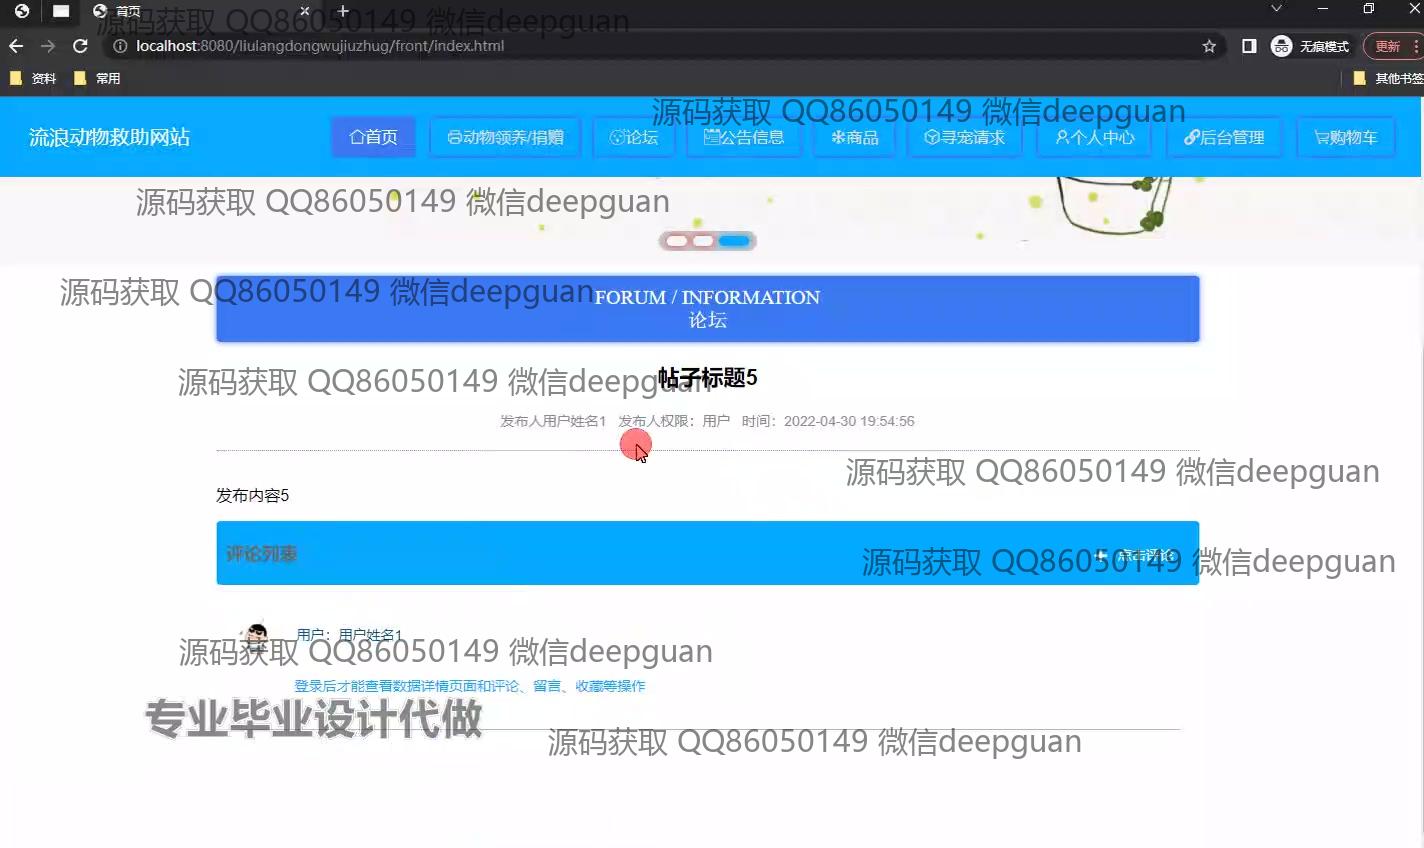 首页
源码获取 QQ86050149 微信deepguan
localhost:8080/liulangdongwujiuzhug/front/index.html
无痕模式
更新
资料
常用
其他书签
源码获取 QQ86050149 微信deepguan
流浪动物救助网站
首页
动物领养/捐赠
论坛
公告信息
商品
寻宠请求
个人中心
后台管理
购物车
源码获取 QQ86050149 微信deepguan
源码获取 QQ86050149 微信deepguan
FORUM / INFORMATION
论坛
源码获取 QQ86050149 微信deepguan
帖子标题5
发布人用户姓名1 发布人权限：用户 时间：2022-04-30 19:54:56
源码获取 QQ86050149 微信deepguan
发布内容5
评论列表
点击评论
源码获取 QQ86050149 微信deepguan
用户：用户姓名1
源码获取 QQ86050149 微信deepguan
登录后才能查看数据详情页面和评论、留言、收藏等操作
专业毕业设计代做
源码获取 QQ86050149 微信deepguan